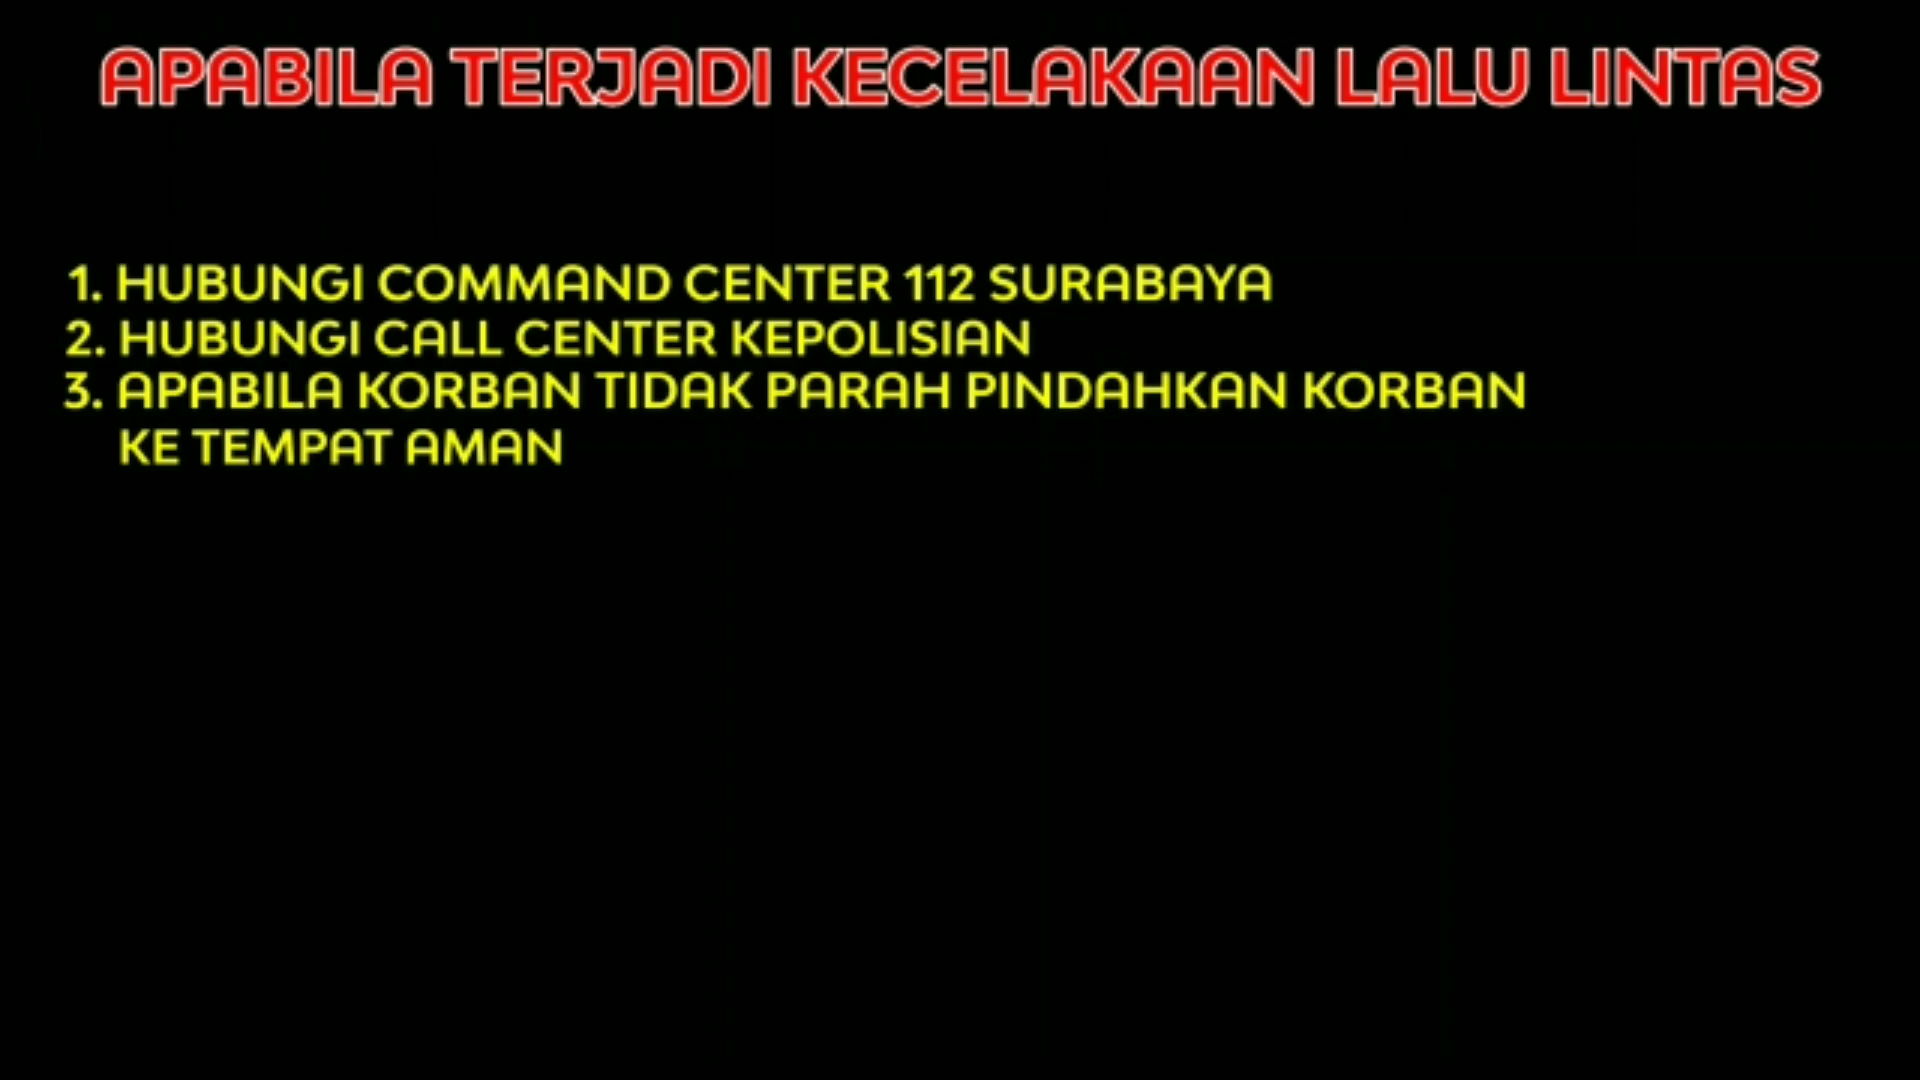 APABILA TERJADI KECELAKAAN LALU LINTAS
1. HUBUNGI COMMAND CENTER 112 SURABAYA
2. HUBUNGI CALL CENTER KEPOLISIAN
3. APABILA KORBAN TIDAK PARAH PINDAHKAN KORBAN
KE TEMPAT AMAN